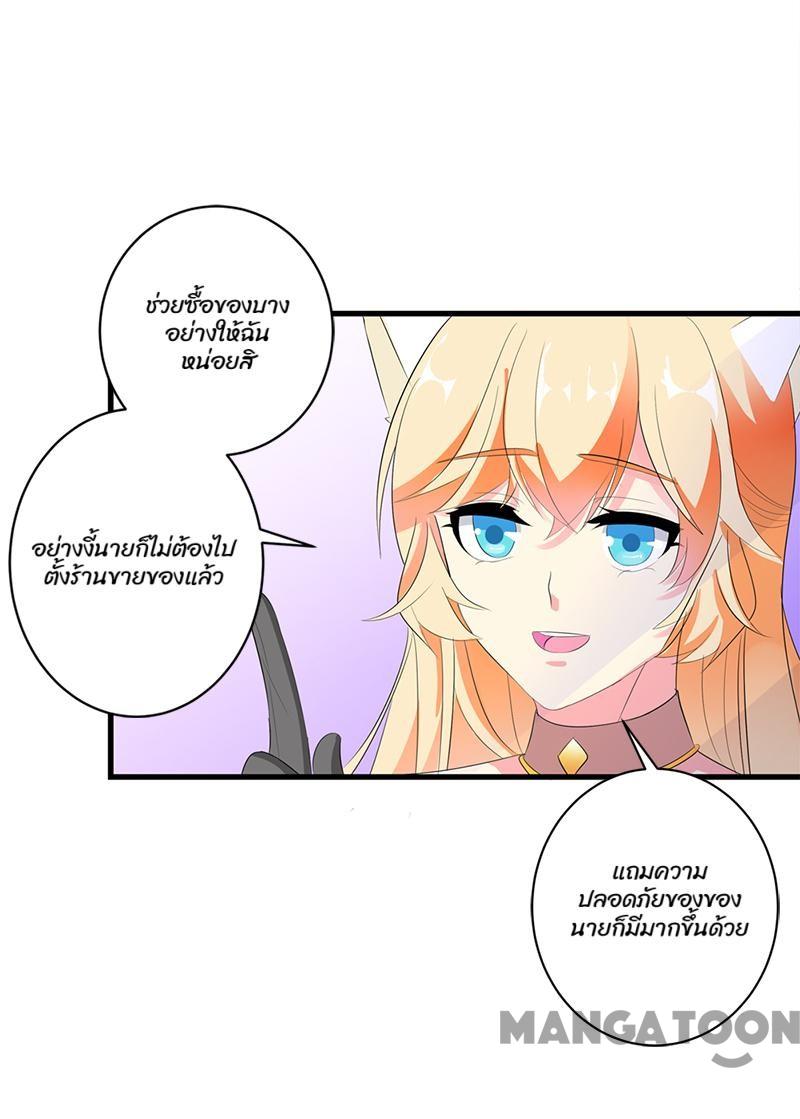 ช่วยซื้อของบาง
อย่างให้ฉัน
หน่อยสิ
อย่างงี้นายก็ไม่ต้องไป
ตั้งร้านขายของแล้ว
แถมความ
ปลอดภัยของของ
นายก็มีมากขึ้นด้วย
MANGATOON